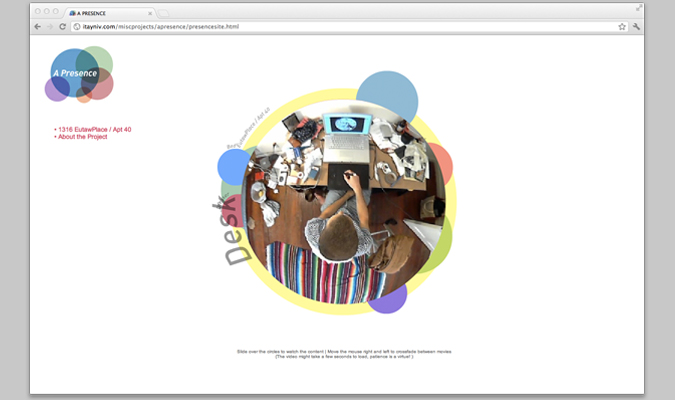 A PRESENCE
itayniv.com/miscprojects/apresence/presencesite.html
A Presence
• 1316 EutawPlace / Apt 40
• About the Project
EutawPlace / Apt 40
Desk
Slide over the circles to watch the content | Move the mouse right and left to crossfade between movies
(The video might take a few seconds to load, patience is a virtue! )